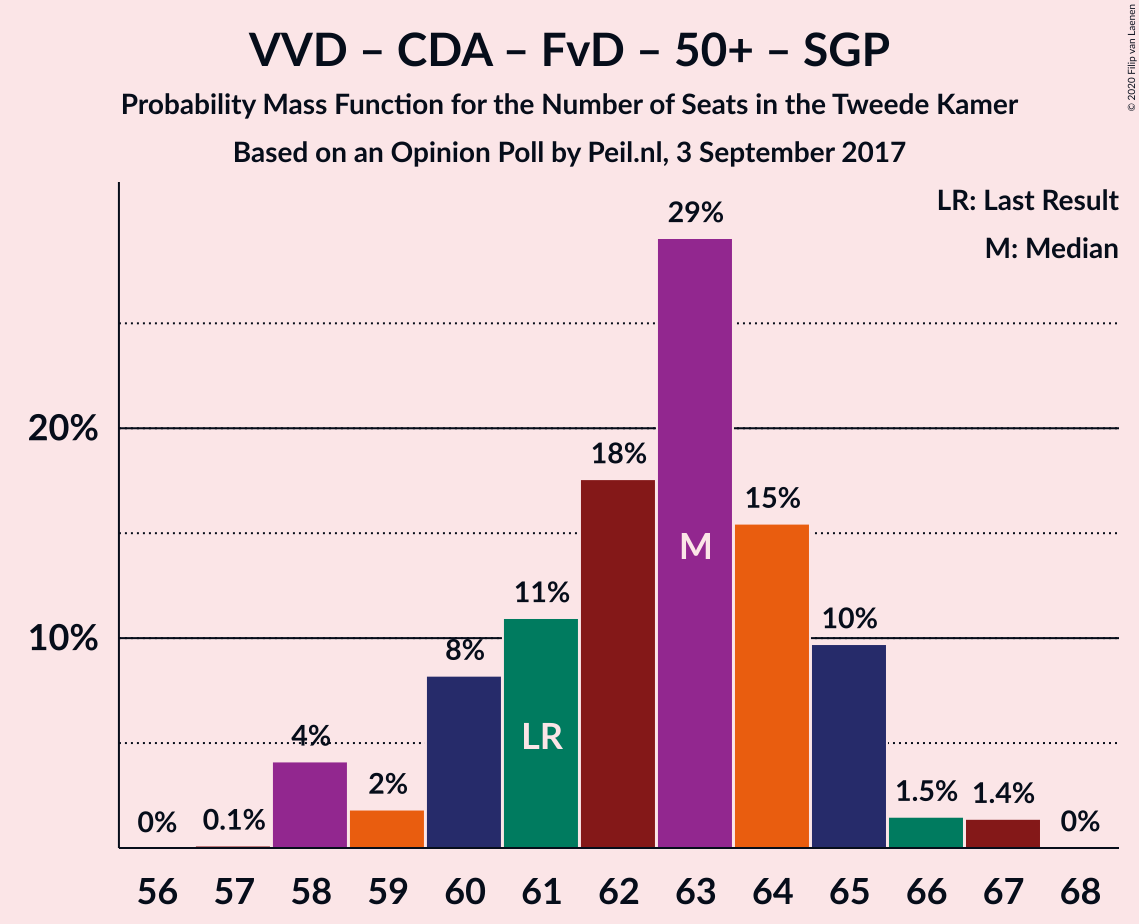 VVD – CDA – FvD – 50+ – SGP
Probability Mass Function for the Number of Seats in the Tweede Kamer
Based on an Opinion Poll by Peil.nl, 3 September 2017
© 2020 Filip van Laenen
LR: Last Result
M: Median
20%
10%
0%
0.1%
4%
2%
8%
11%
18%
29%
15%
10%
1.5%
1.4%
0%
LR
M
56 57 58 59 60 61 62 63 64 65 66 67 68